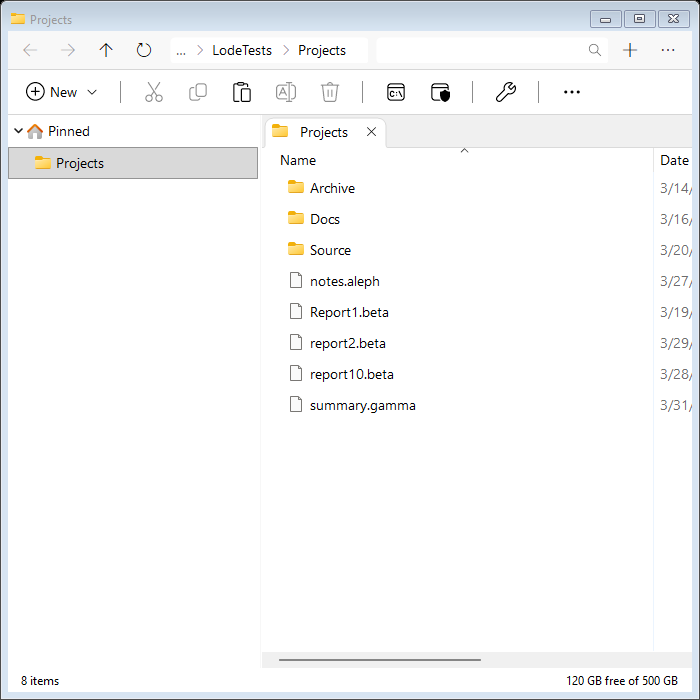 Projects
... LodeTests Projects
New
Pinned
Projects
Projects
Name Date
Archive 3/14/
Docs 3/16/
Source 3/20/
notes.aleph 3/27/
Report1.beta 3/19/
report2.beta 3/29/
report10.beta 3/28/
summary.gamma 3/31/
8 items 120 GB free of 500 GB